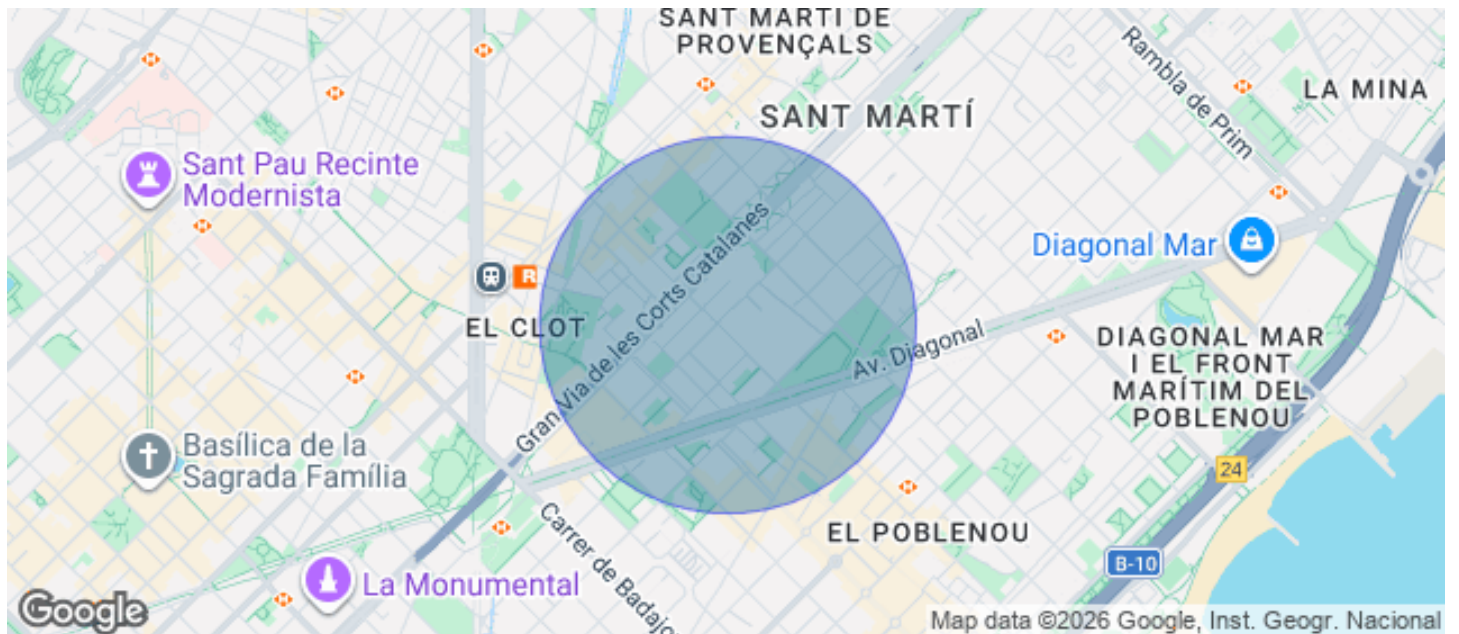 SANT MARTÍ DE
PROVENÇALS
Rambla de Prim
LA MINA
SANT MARTÍ
Sant Pau Recinte
Modernista
Gran Via de les Corts Catalanes
Diagonal Mar
R
EL CLOT
Av. Diagonal
DIAGONAL MAR
I EL FRONT
MARÍTIM DEL
POBLENOU
Basílica de la
Sagrada Família
24
EL POBLENOU
Carrer de Badajo
B-10
La Monumental
Google
Map data ©2026 Google, Inst. Geogr. Nacional